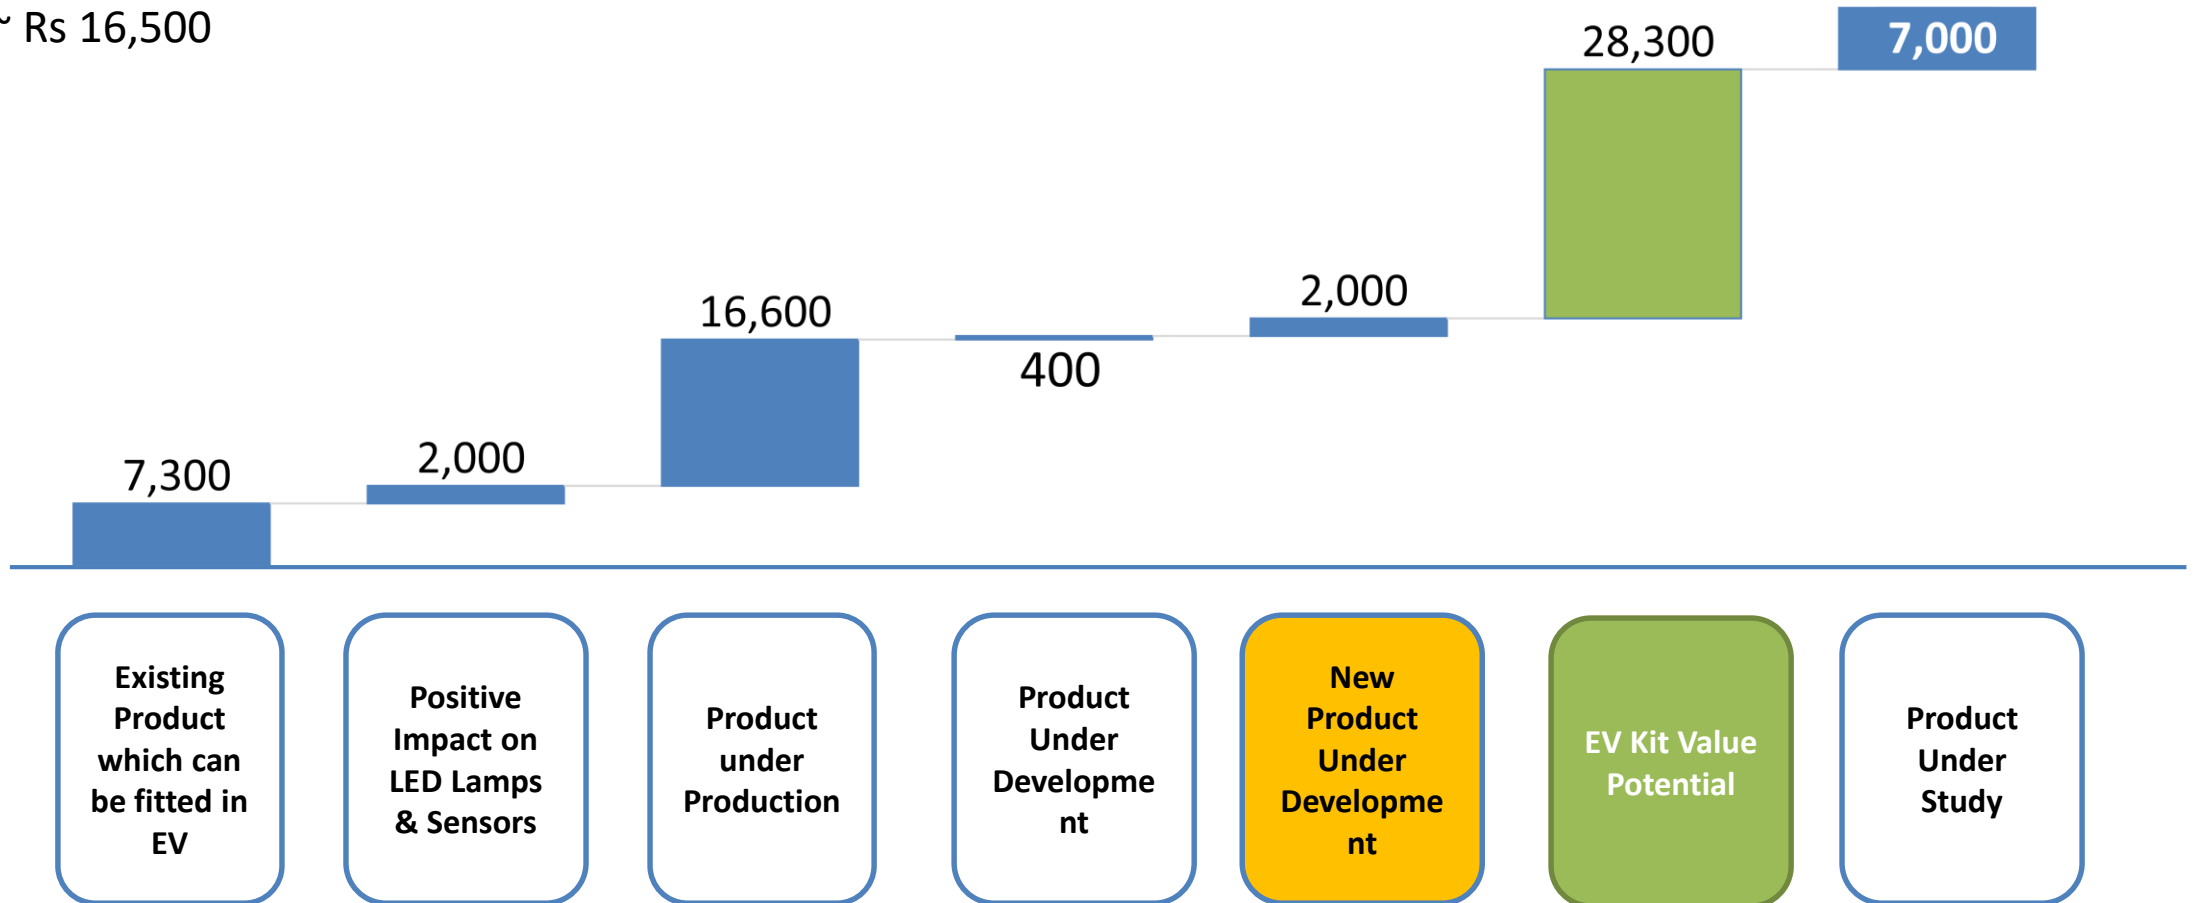 ~ Rs 16,500
7,300
2,000
16,600
400
2,000
28,300
7,000
Existing
Product
which can
be fitted in
EV
Positive
Impact on
LED Lamps
& Sensors
Product
under
Production
Product
Under
Developme
nt
New
Product
Under
Developme
nt
EV Kit Value
Potential
Product
Under
Study